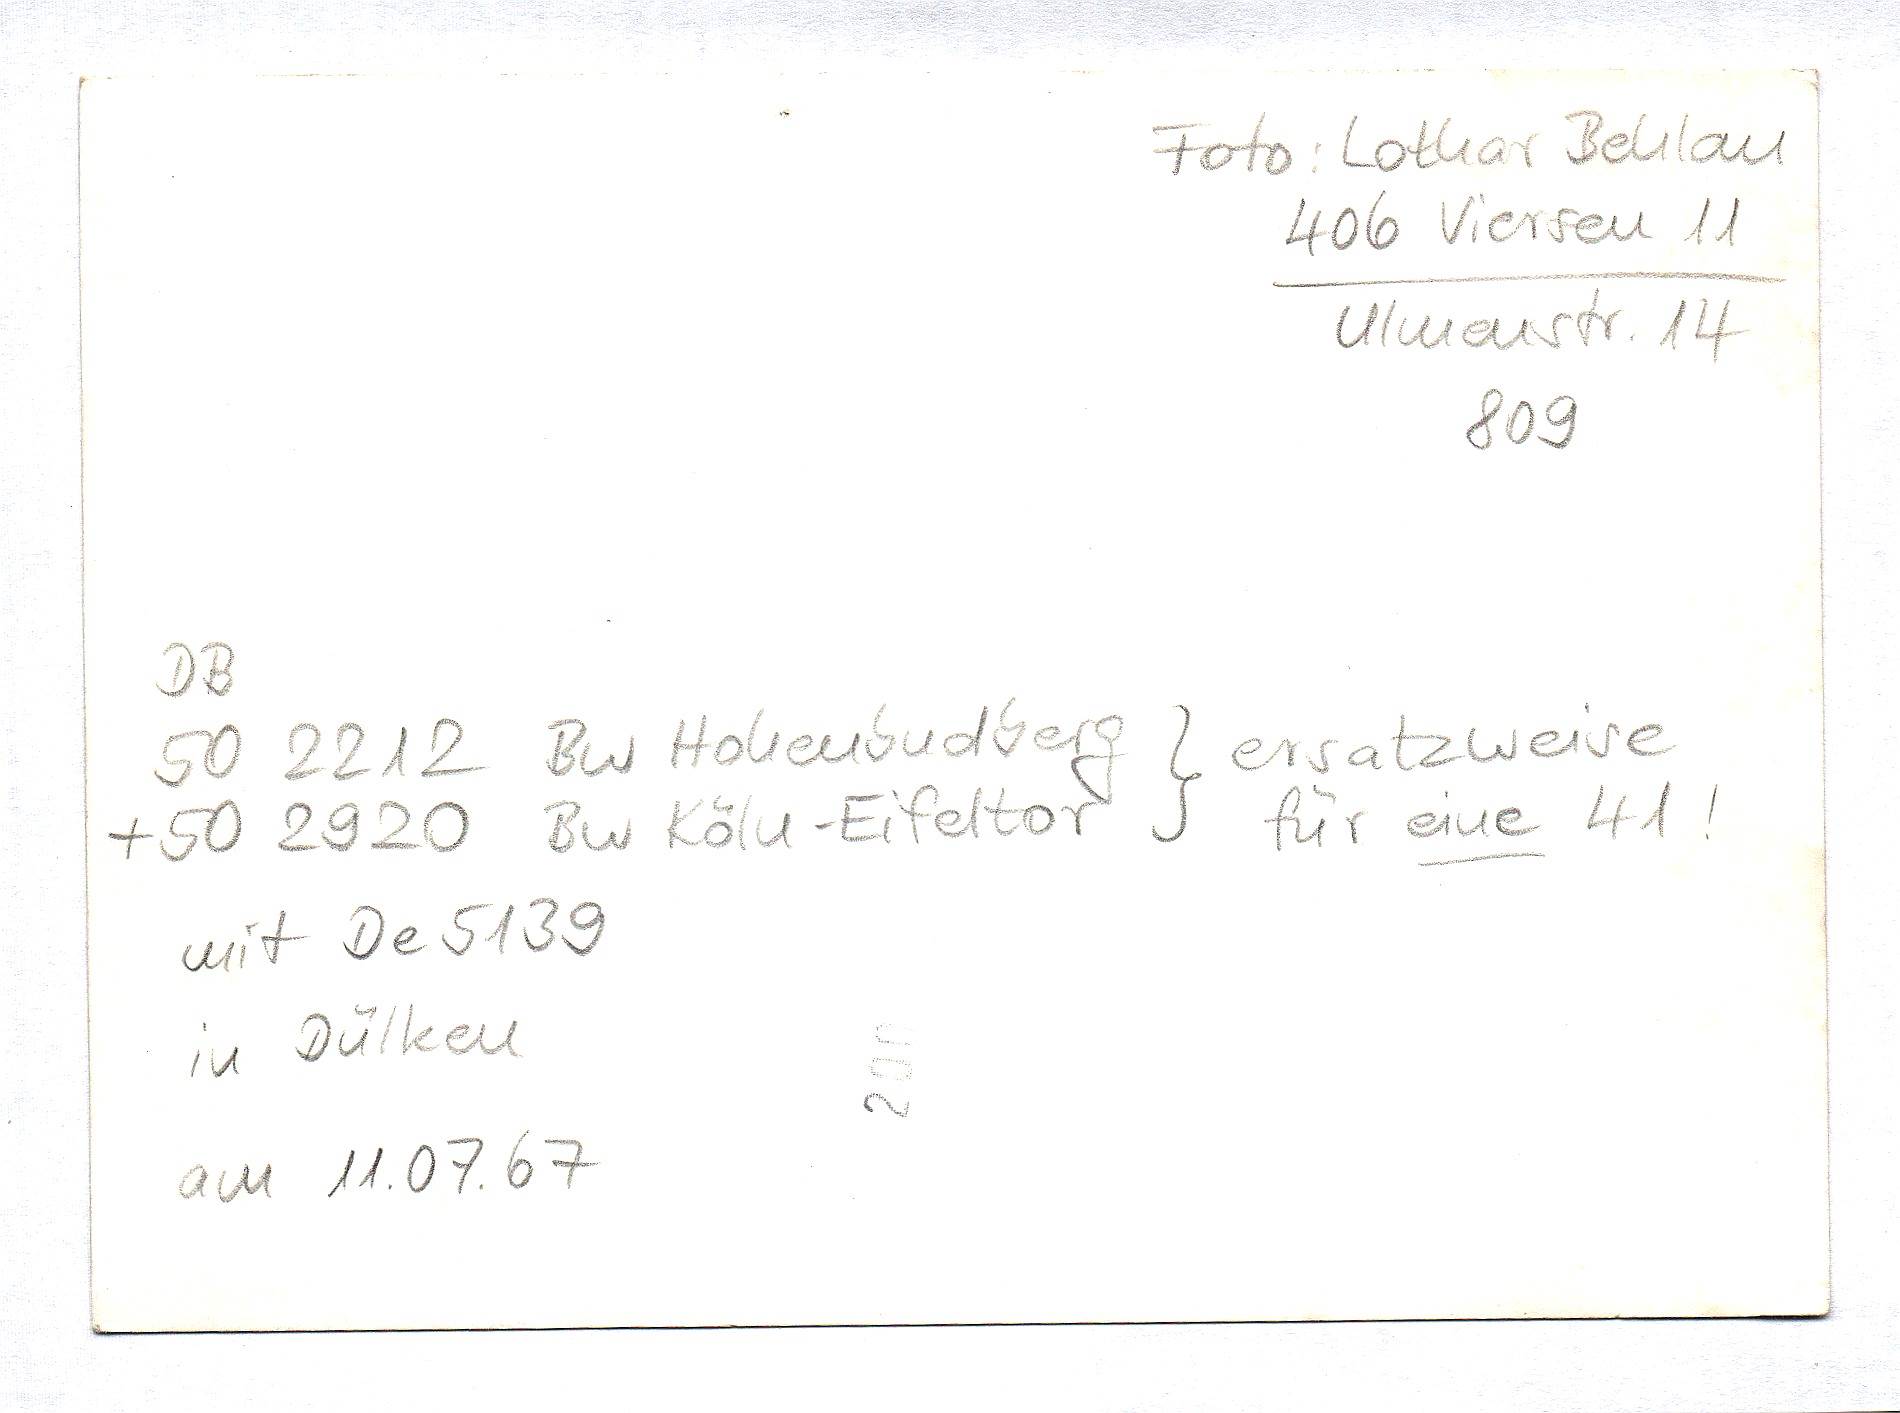 Foto: Lothar Behlau
406 Viersen 11
Ulmenstr. 14
809
DB
50 2212 Bw Hohenbudberg } ersatzweise
+50 2920 Bw Köln-Eifeltor } für eine 41!
mit De 5139
in Dülken
200
am 11.07.67